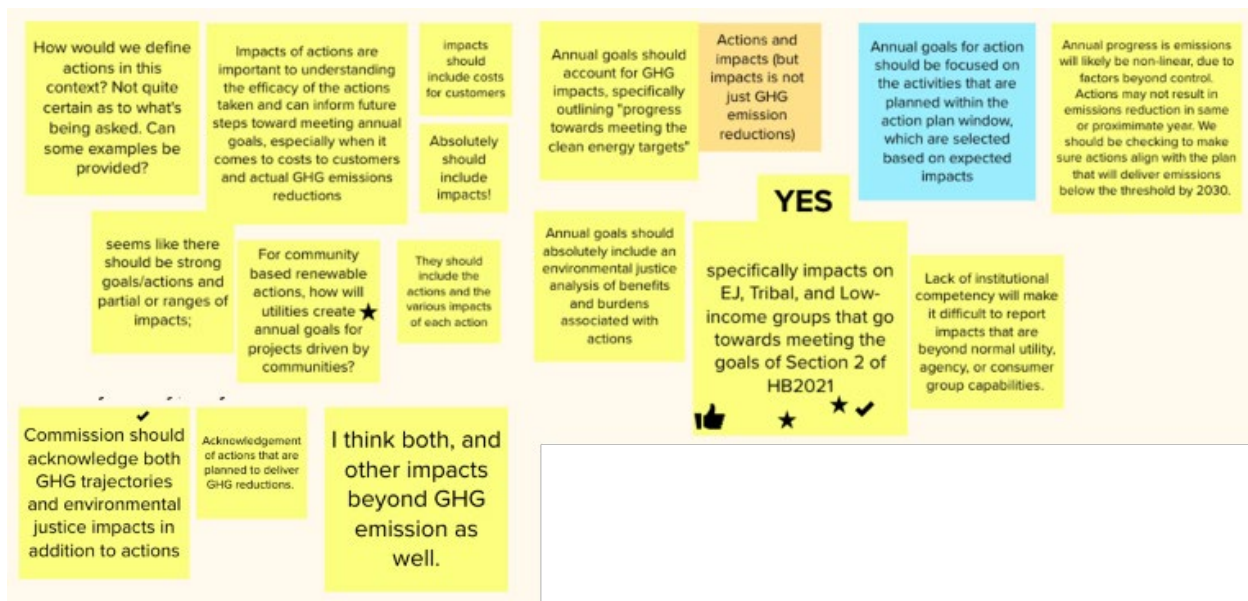 How would we define
actions in this
context? Not quite
certain as to what's
being asked. Can
some examples be
provided?
Impacts of actions are
important to understanding
the efficacy of the actions
taken and can inform future
steps toward meeting annual
goals, especially when it
comes to costs to customers
and actual GHG emissions
reductions
impacts
should
include costs
for customers
Absolutely
should
include
impacts!
Annual goals should
account for GHG
impacts, specifically
outlining "progress
towards meeting the
clean energy targets"
Actions and
impacts (but
impacts is not
just GHG
emission
reductions)
Annual goals for action
should be focused on
the activities that are
planned within the
action plan window,
which are selected
based on expected
impacts
Annual progress is emissions
will likely be non-linear, due to
factors beyond control.
Actions may not result in
emissions reduction in same
or proximimate year. We
should be checking to make
sure actions align with the plan
that will deliver emissions
below the threshold by 2030.
seems like there
should be strong
goals/actions and
partial or ranges of
impacts;
For community
based renewable
actions, how will
utilities create
annual goals for
projects driven by
communities?
They should
include the
actions and the
various impacts
of each action
Annual goals should
absolutely include an
environmental justice
analysis of benefits
and burdens
associated with
actions
YES
specifically impacts on
EJ, Tribal, and Low-
income groups that go
towards meeting the
goals of Section 2 of
HB2021
Lack of institutional
competency will make
it difficult to report
impacts that are
beyond normal utility,
agency, or consumer
group capabilities.
Commission should
acknowledge both
GHG trajectories
and environmental
justice impacts in
addition to actions
Acknowledgement
of actions that are
planned to deliver
GHG reductions.
I think both, and
other impacts
beyond GHG
emission as
well.